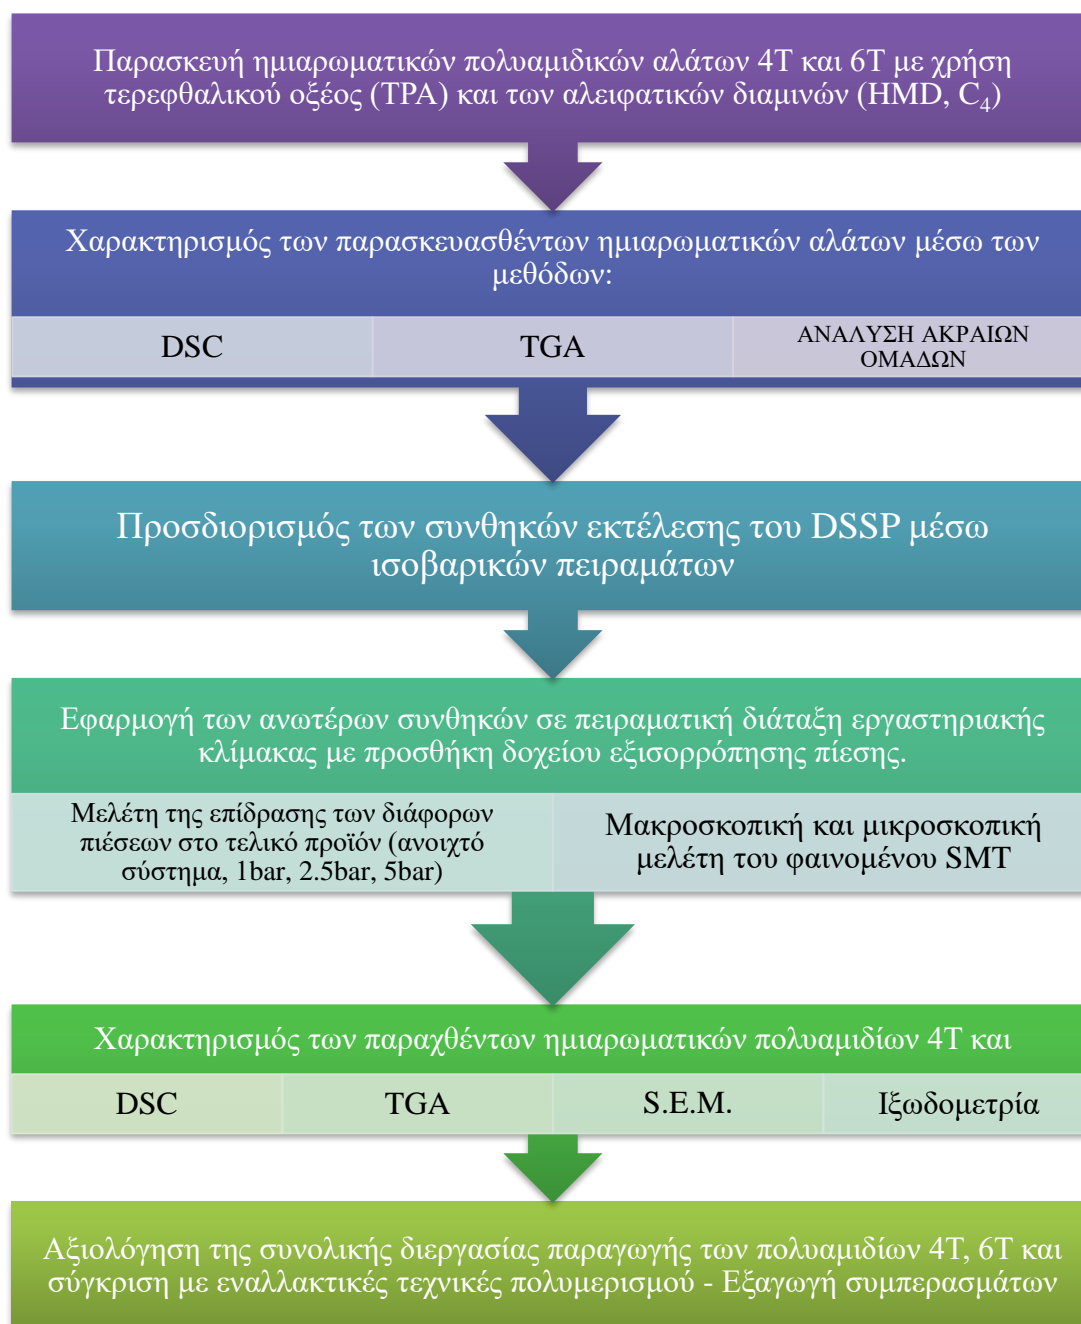 Παρασκευή ημιαρωματικών πολυαμιδικών αλάτων 4T και 6T με χρήση
τερεφθαλικού οξέος (TPA) και των αλειφατικών διαμινών (HMD, C₄)
Χαρακτηρισμός των παρασκευασθέντων ημιαρωματικών αλάτων μέσω των
μεθόδων:
DSC
TGA
ΑΝΑΛΥΣΗ ΑΚΡΑΙΩΝ
ΟΜΑΔΩΝ
Προσδιορισμός των συνθηκών εκτέλεσης του DSSP μέσω
ισοβαρικών πειραμάτων
Εφαρμογή των ανωτέρων συνθηκών σε πειραματική διάταξη εργαστηριακής
κλίμακας με προσθήκη δοχείου εξισορρόπησης πίεσης.
Μελέτη της επίδρασης των διάφορων
πιέσεων στο τελικό προϊόν (ανοιχτό
σύστημα, 1bar, 2.5bar, 5bar)
Μακροσκοπική και μικροσκοπική
μελέτη του φαινομένου SMT
Χαρακτηρισμός των παραχθέντων ημιαρωματικών πολυαμιδίων 4T και
DSC
TGA
S.E.M.
Ιξωδομετρία
Αξιολόγηση της συνολικής διεργασίας παραγωγής των πολυαμιδίων 4T, 6T και
σύγκριση με εναλλακτικές τεχνικές πολυμερισμού - Εξαγωγή συμπερασμάτων